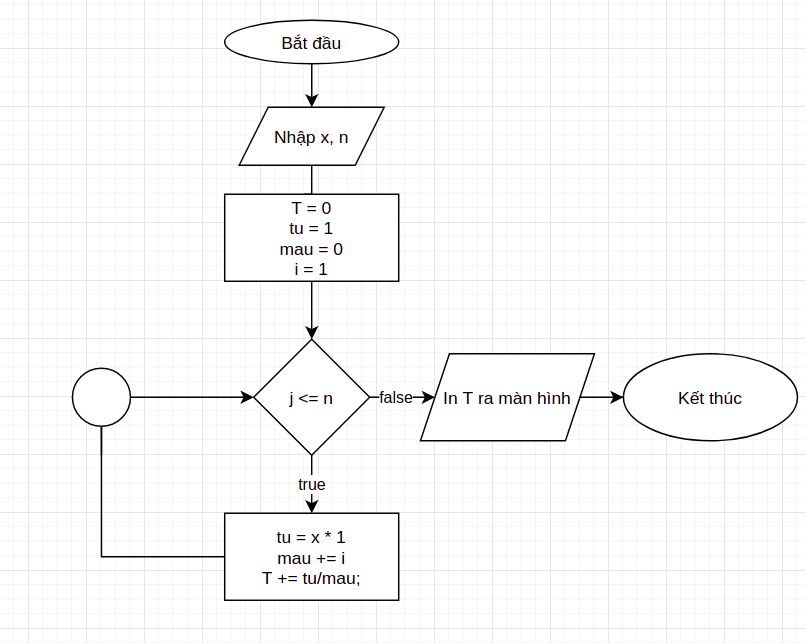 Bắt đầu
Nhập x, n
T = 0
tu = 1
mau = 0
i = 1
j <= n
false
In T ra màn hình
Kết thúc
true
tu = x * 1
mau += i
T += tu/mau;